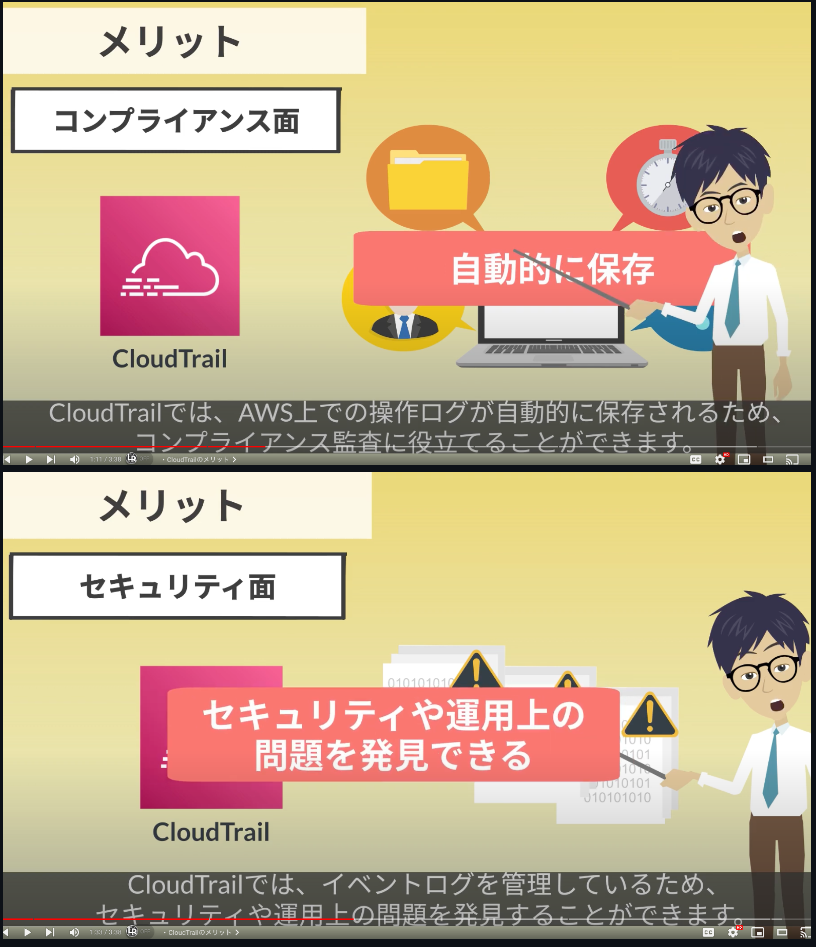 メリット
コンプライアンス面
自動的に保存
CloudTrail
CloudTrailでは、AWS上での操作ログが自動的に保存されるため、
コンプライアンス監査に役立てることができます。
1:11 / 3:38
・CloudTrailのメリット
メリット
セキュリティ面
010101010
セキュリティや運用上の
問題を発見できる
01010101
010101010
CloudTrail
CloudTrailでは、イベントログを管理しているため、
セキュリティや運用上の問題を発見することができます。
・CloudTrailのメリット